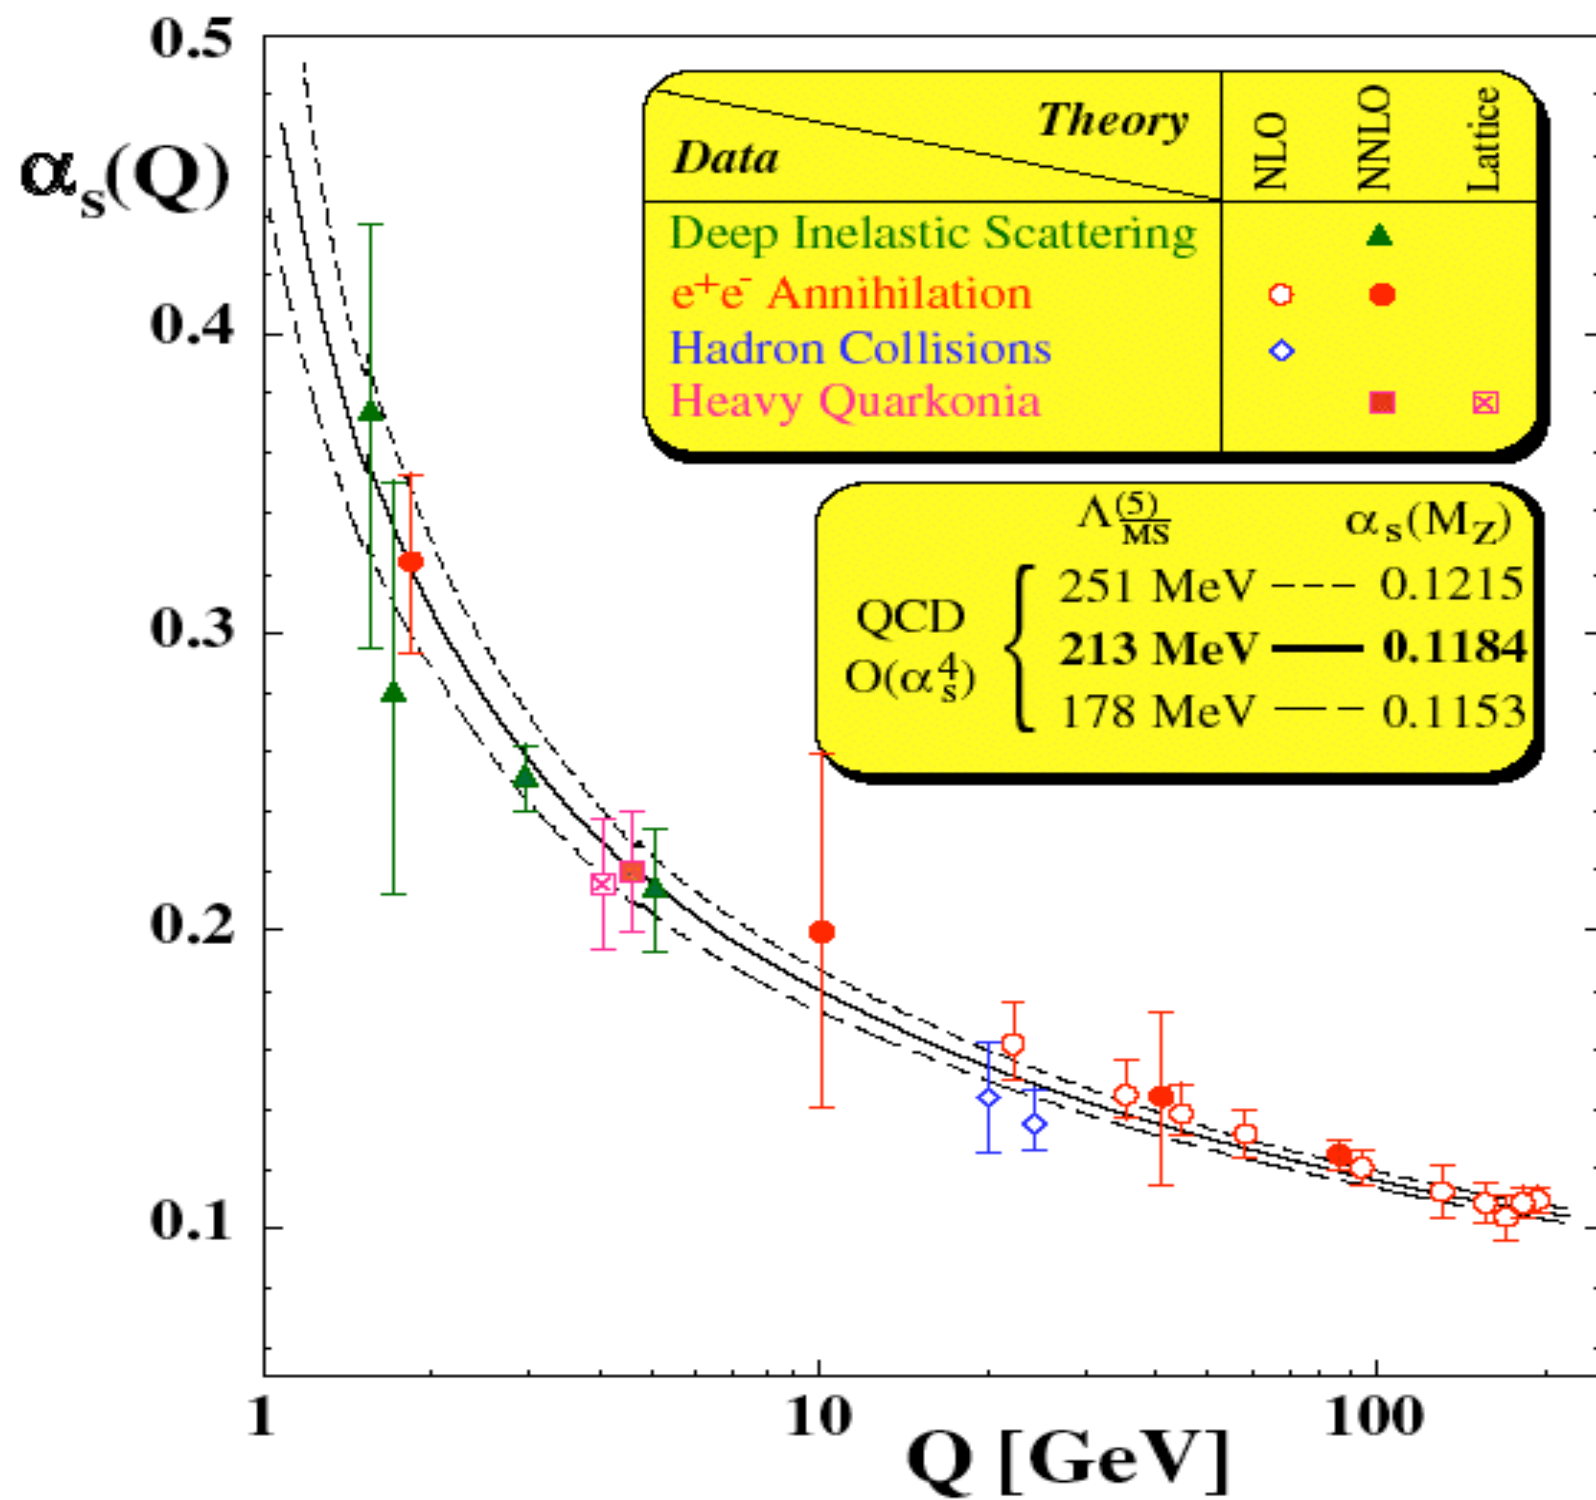 0.5
αs(Q)
0.4
0.3
0.2
0.1
Theory
Data
NLO
NNLO
Lattice
Deep Inelastic Scattering
e⁺e⁻ Annihilation
Hadron Collisions
Heavy Quarkonia
Λ(5)MS αs(MZ)
QCD
O(αs⁴)
251 MeV 0.1215
213 MeV 0.1184
178 MeV 0.1153
1 10 100
Q [GeV]